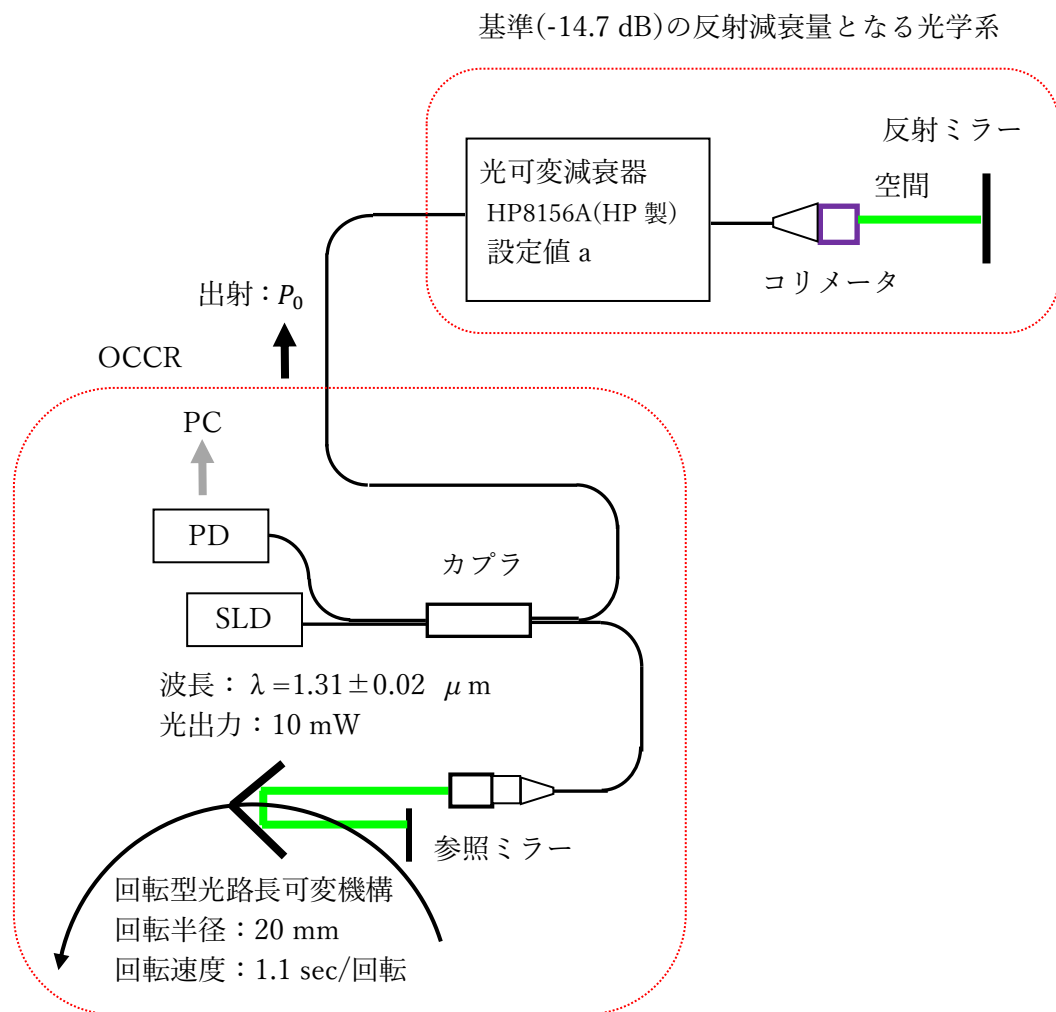 基準(-14.7 dB)の反射減衰量となる光学系
反射ミラー
光可変減衰器
HP8156A(HP 製)
設定値 a
空間
コリメータ
出射：P₀
OCCR
PC
PD
カプラ
SLD
波長： λ=1.31±0.02 μm
光出力：10 mW
参照ミラー
回転型光路長可変機構
回転半径：20 mm
回転速度：1.1 sec/回転